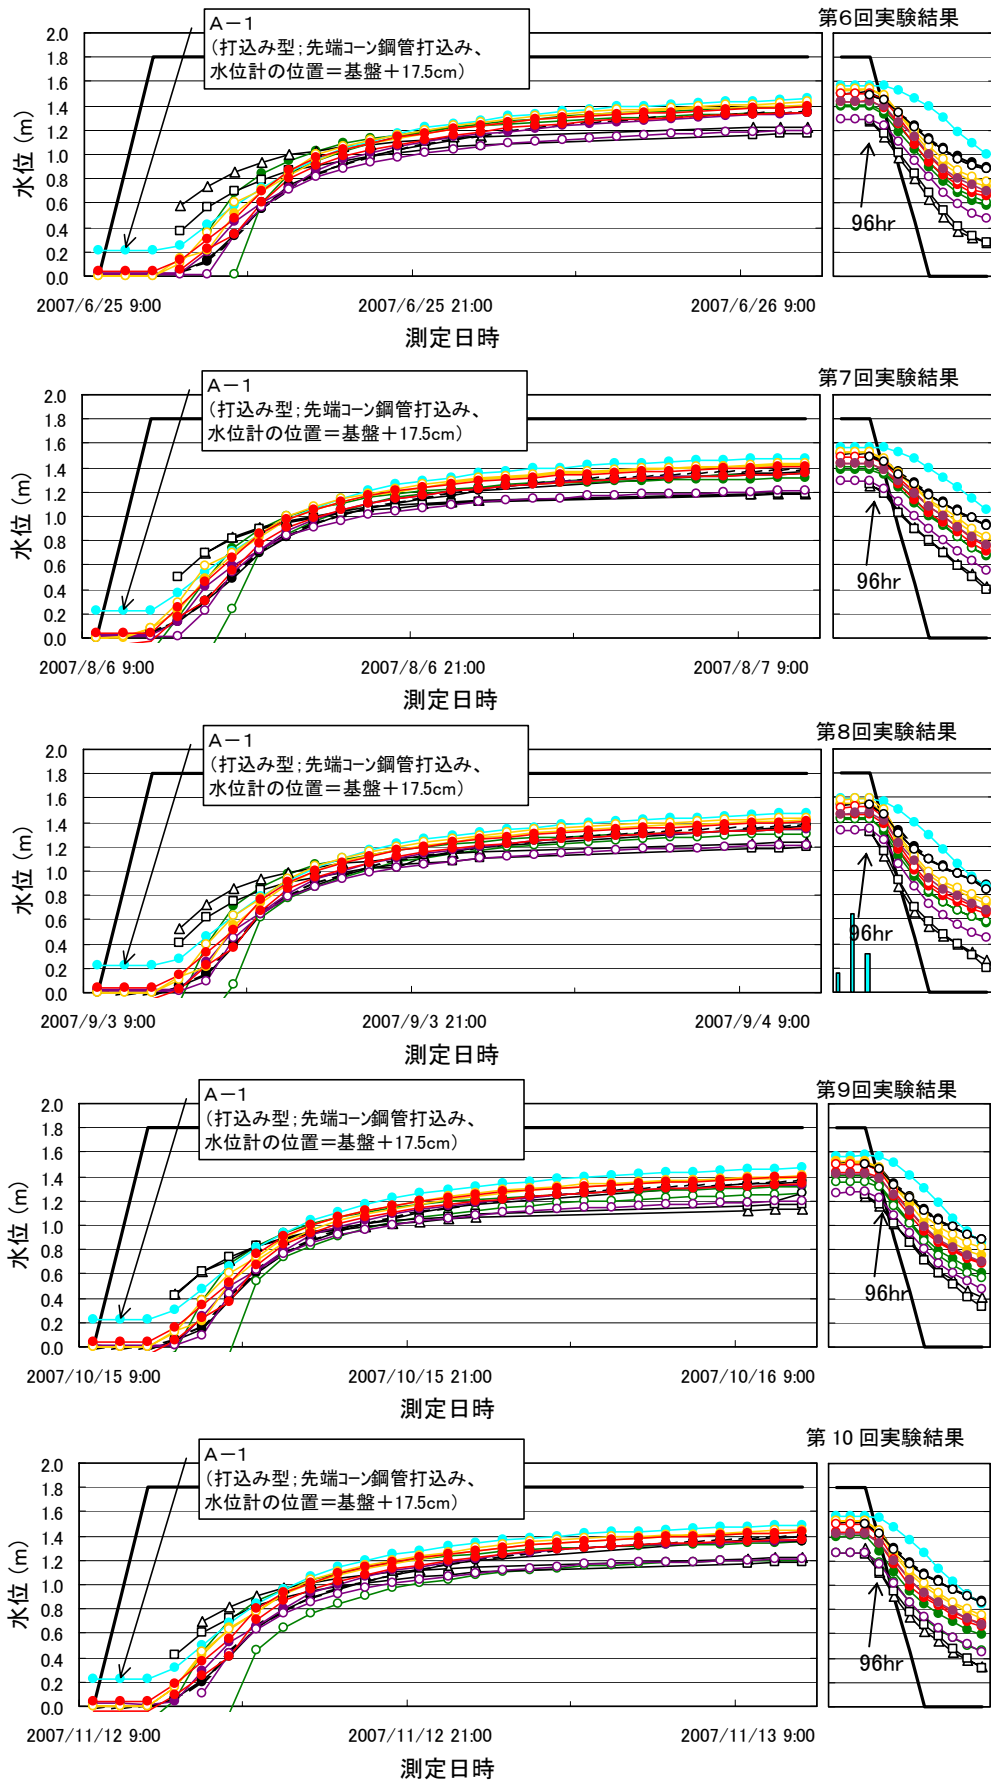 第6回実験結果
A-1
(打込み型;先端コーン鋼管打込み、
水位計の位置=基盤+17.5cm)
水位 (m)
2.0
1.8
1.6
1.4
1.2
1.0
0.8
0.6
0.4
0.2
0.0
96hr
2007/6/25 9:00
2007/6/25 21:00
2007/6/26 9:00
測定日時
第7回実験結果
A-1
(打込み型;先端コーン鋼管打込み、
水位計の位置=基盤+17.5cm)
水位 (m)
2.0
1.8
1.6
1.4
1.2
1.0
0.8
0.6
0.4
0.2
0.0
96hr
2007/8/6 9:00
2007/8/6 21:00
2007/8/7 9:00
測定日時
第8回実験結果
A-1
(打込み型;先端コーン鋼管打込み、
水位計の位置=基盤+17.5cm)
水位 (m)
2.0
1.8
1.6
1.4
1.2
1.0
0.8
0.6
0.4
0.2
0.0
96hr
2007/9/3 9:00
2007/9/3 21:00
2007/9/4 9:00
測定日時
第9回実験結果
A-1
(打込み型;先端コーン鋼管打込み、
水位計の位置=基盤+17.5cm)
水位 (m)
2.0
1.8
1.6
1.4
1.2
1.0
0.8
0.6
0.4
0.2
0.0
96hr
2007/10/15 9:00
2007/10/15 21:00
2007/10/16 9:00
測定日時
第 10 回実験結果
A-1
(打込み型;先端コーン鋼管打込み、
水位計の位置=基盤+17.5cm)
水位 (m)
2.0
1.8
1.6
1.4
1.2
1.0
0.8
0.6
0.4
0.2
0.0
96hr
2007/11/12 9:00
2007/11/12 21:00
2007/11/13 9:00
測定日時